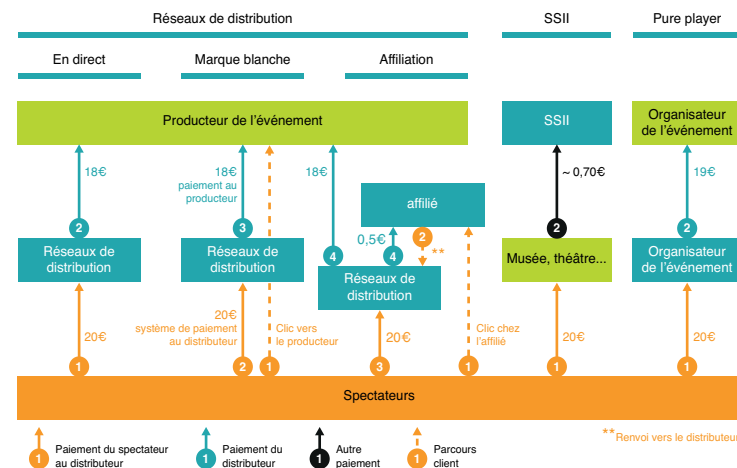 Réseaux de distribution
SSII
Pure player
En direct
Marque blanche
Affiliation
Producteur de l'événement
SSII
Organisateur
de l'événement
18€
18€
paiement au
producteur
18€
~ 0,70€
19€
affilié
2
3
0,5€
2
**
2
2
4
4
Réseaux de
distribution
Réseaux de
distribution
Réseaux de
distribution
Musée, théâtre...
Organisateur
de l'événement
20€
20€
système de paiement
au distributeur
Clic vers
le producteur
20€
Clic chez
l'affilié
20€
20€
1
2
1
3
1
1
1
Spectateurs
**Renvoi vers le distributeur
1
Paiement du spectateur
au distributeur
1
Paiement du
distributeur
1
Autre
paiement
1
Parcours
client